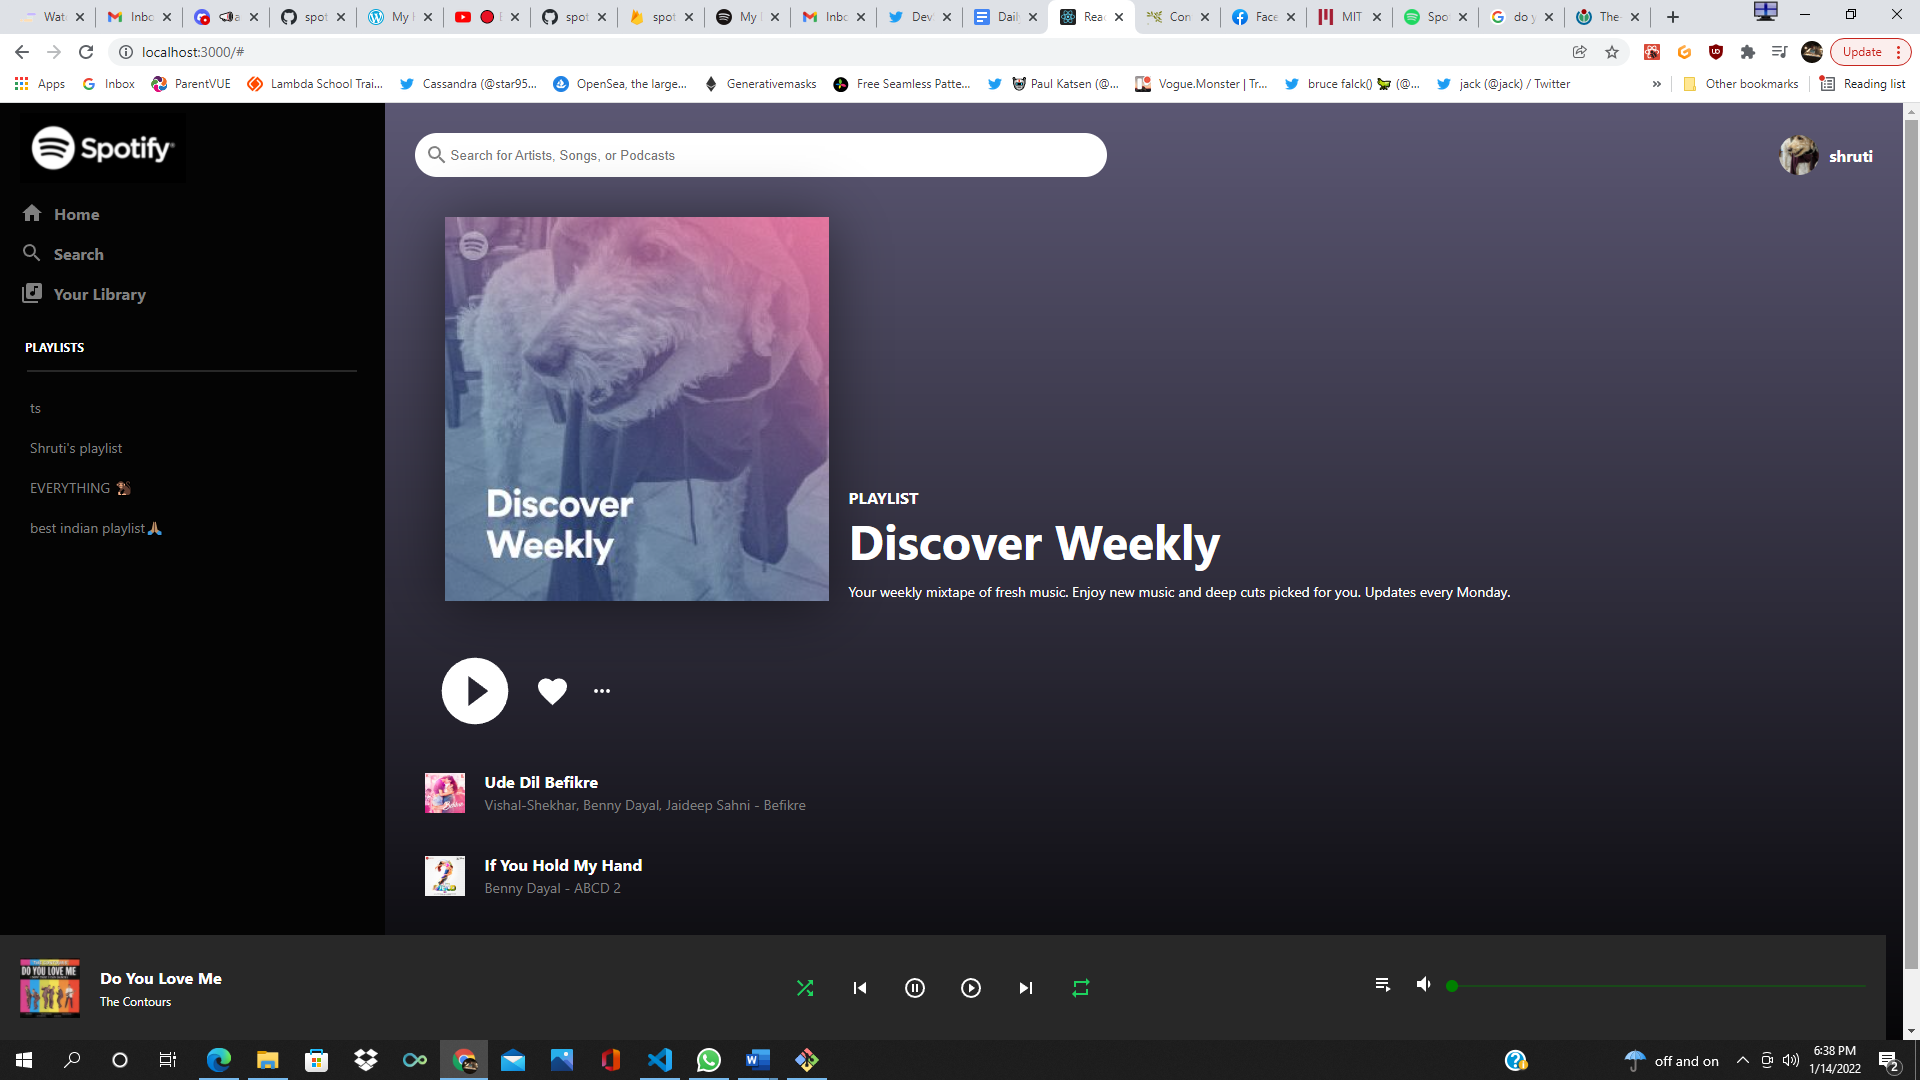 Wat
Inbo
a
spot
My
E
spot
spot
My
Inbo
Dev
Daily
Rea
Con
Face
MIT
Spo
do y
The
localhost:3000/#
Update
Apps
Inbox
ParentVUE
Lambda School Trai...
Cassandra (@star95...
OpenSea, the large...
Generativemasks
Free Seamless Patte...
Paul Katsen (@...
Vogue.Monster | Tr...
bruce falck() 🦖 (@...
jack (@jack) / Twitter
»
Other bookmarks
Reading list
Spotify
Search for Artists, Songs, or Podcasts
shruti
Home
Search
Your Library
PLAYLISTS
ts
Shruti's playlist
EVERYTHING 🐒
best indian playlist🙏🏽
Discover
Weekly
PLAYLIST
Discover Weekly
Your weekly mixtape of fresh music. Enjoy new music and deep cuts picked for you. Updates every Monday.
Ude Dil Befikre
Vishal-Shekhar, Benny Dayal, Jaideep Sahni - Befikre
If You Hold My Hand
Benny Dayal - ABCD 2
DO YOU LOVE ME
Do You Love Me
The Contours
off and on
6:38 PM
1/14/2022
2